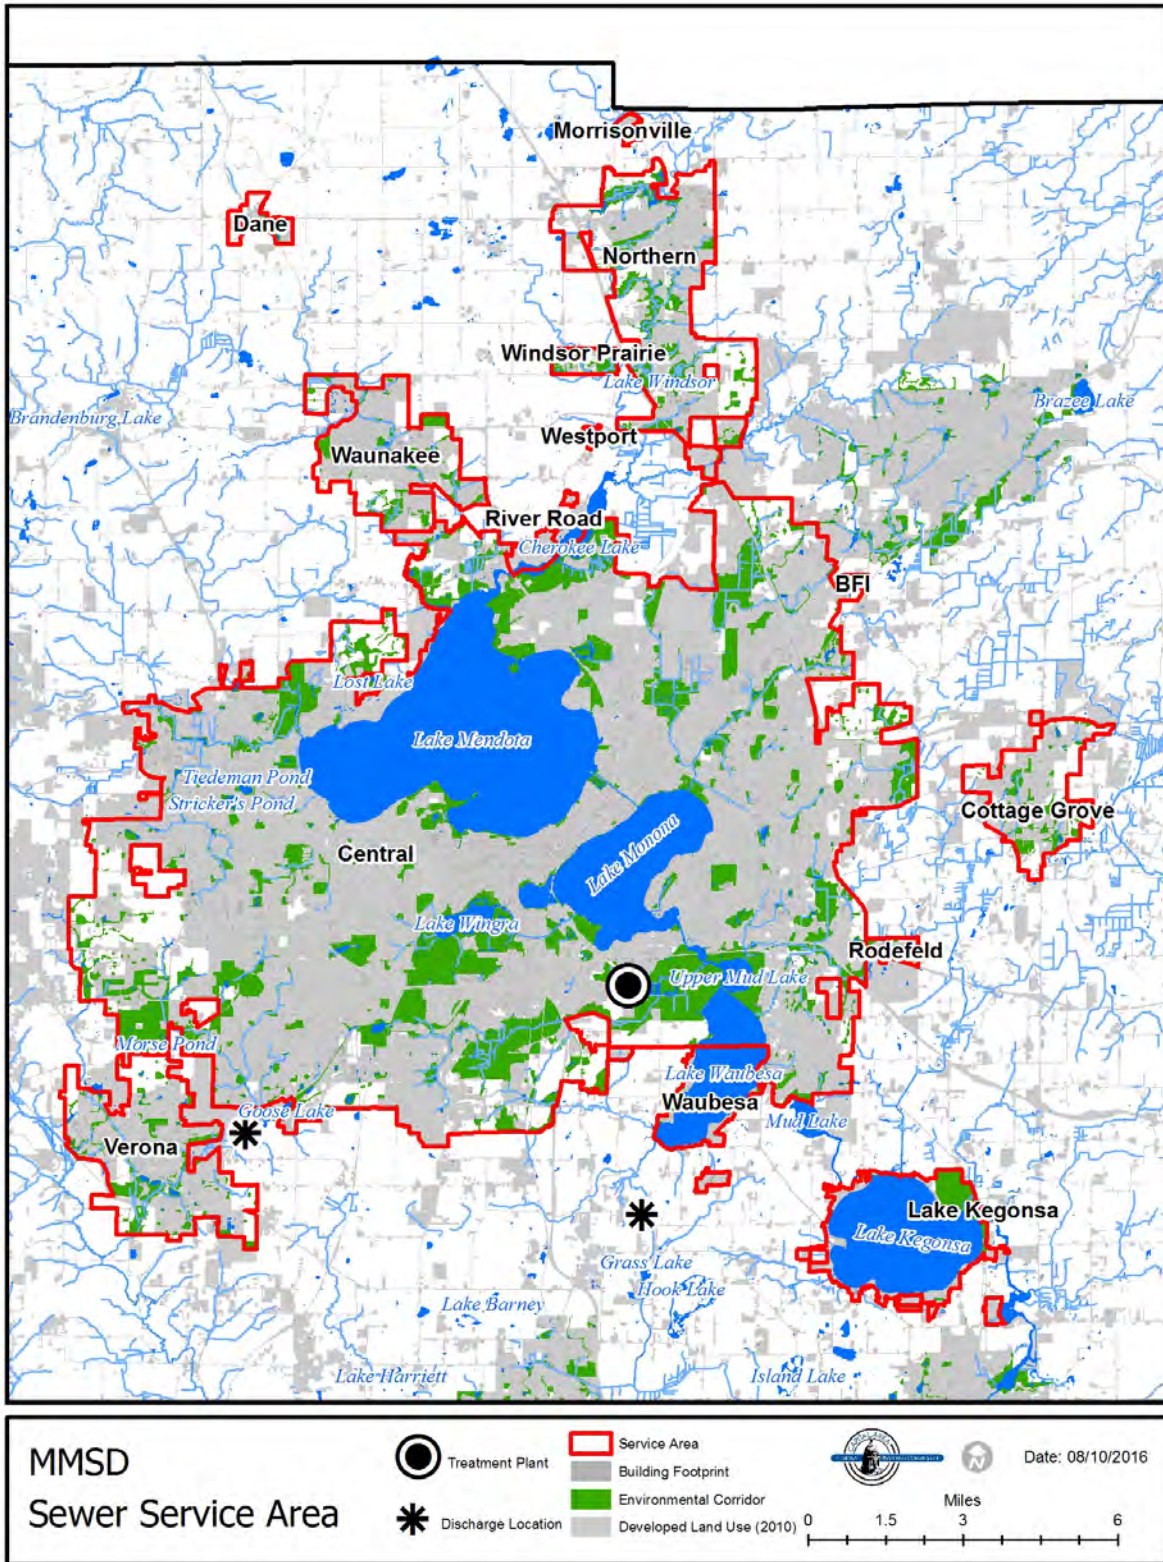 Morrisonville
Dane
Northern
Windsor Prairie
Lake Windsor
Brazee Lake
Brandenburg Lake
Westport
Waunakee
River Road
Cherokee Lake
BFI
Lost Lake
Lake Mendota
Tiedeman Pond
Stricker's Pond
Cottage Grove
Central
Lake Monona
Lake Wingra
Rodefeld
Upper Mud Lake
Morse Pond
Lake Waubesa
Waubesa
Goose Lake
Mud Lake
Verona
Lake Kegonsa
Lake Kegonsa
Grass Lake
Hook Lake
Lake Barney
Lake Harriett
Island Lake
MMSD
Sewer Service Area
Treatment Plant
Discharge Location
Service Area
Building Footprint
Environmental Corridor
Developed Land Use (2010)
N
Date: 08/10/2016
Miles
0 1.5 3 6